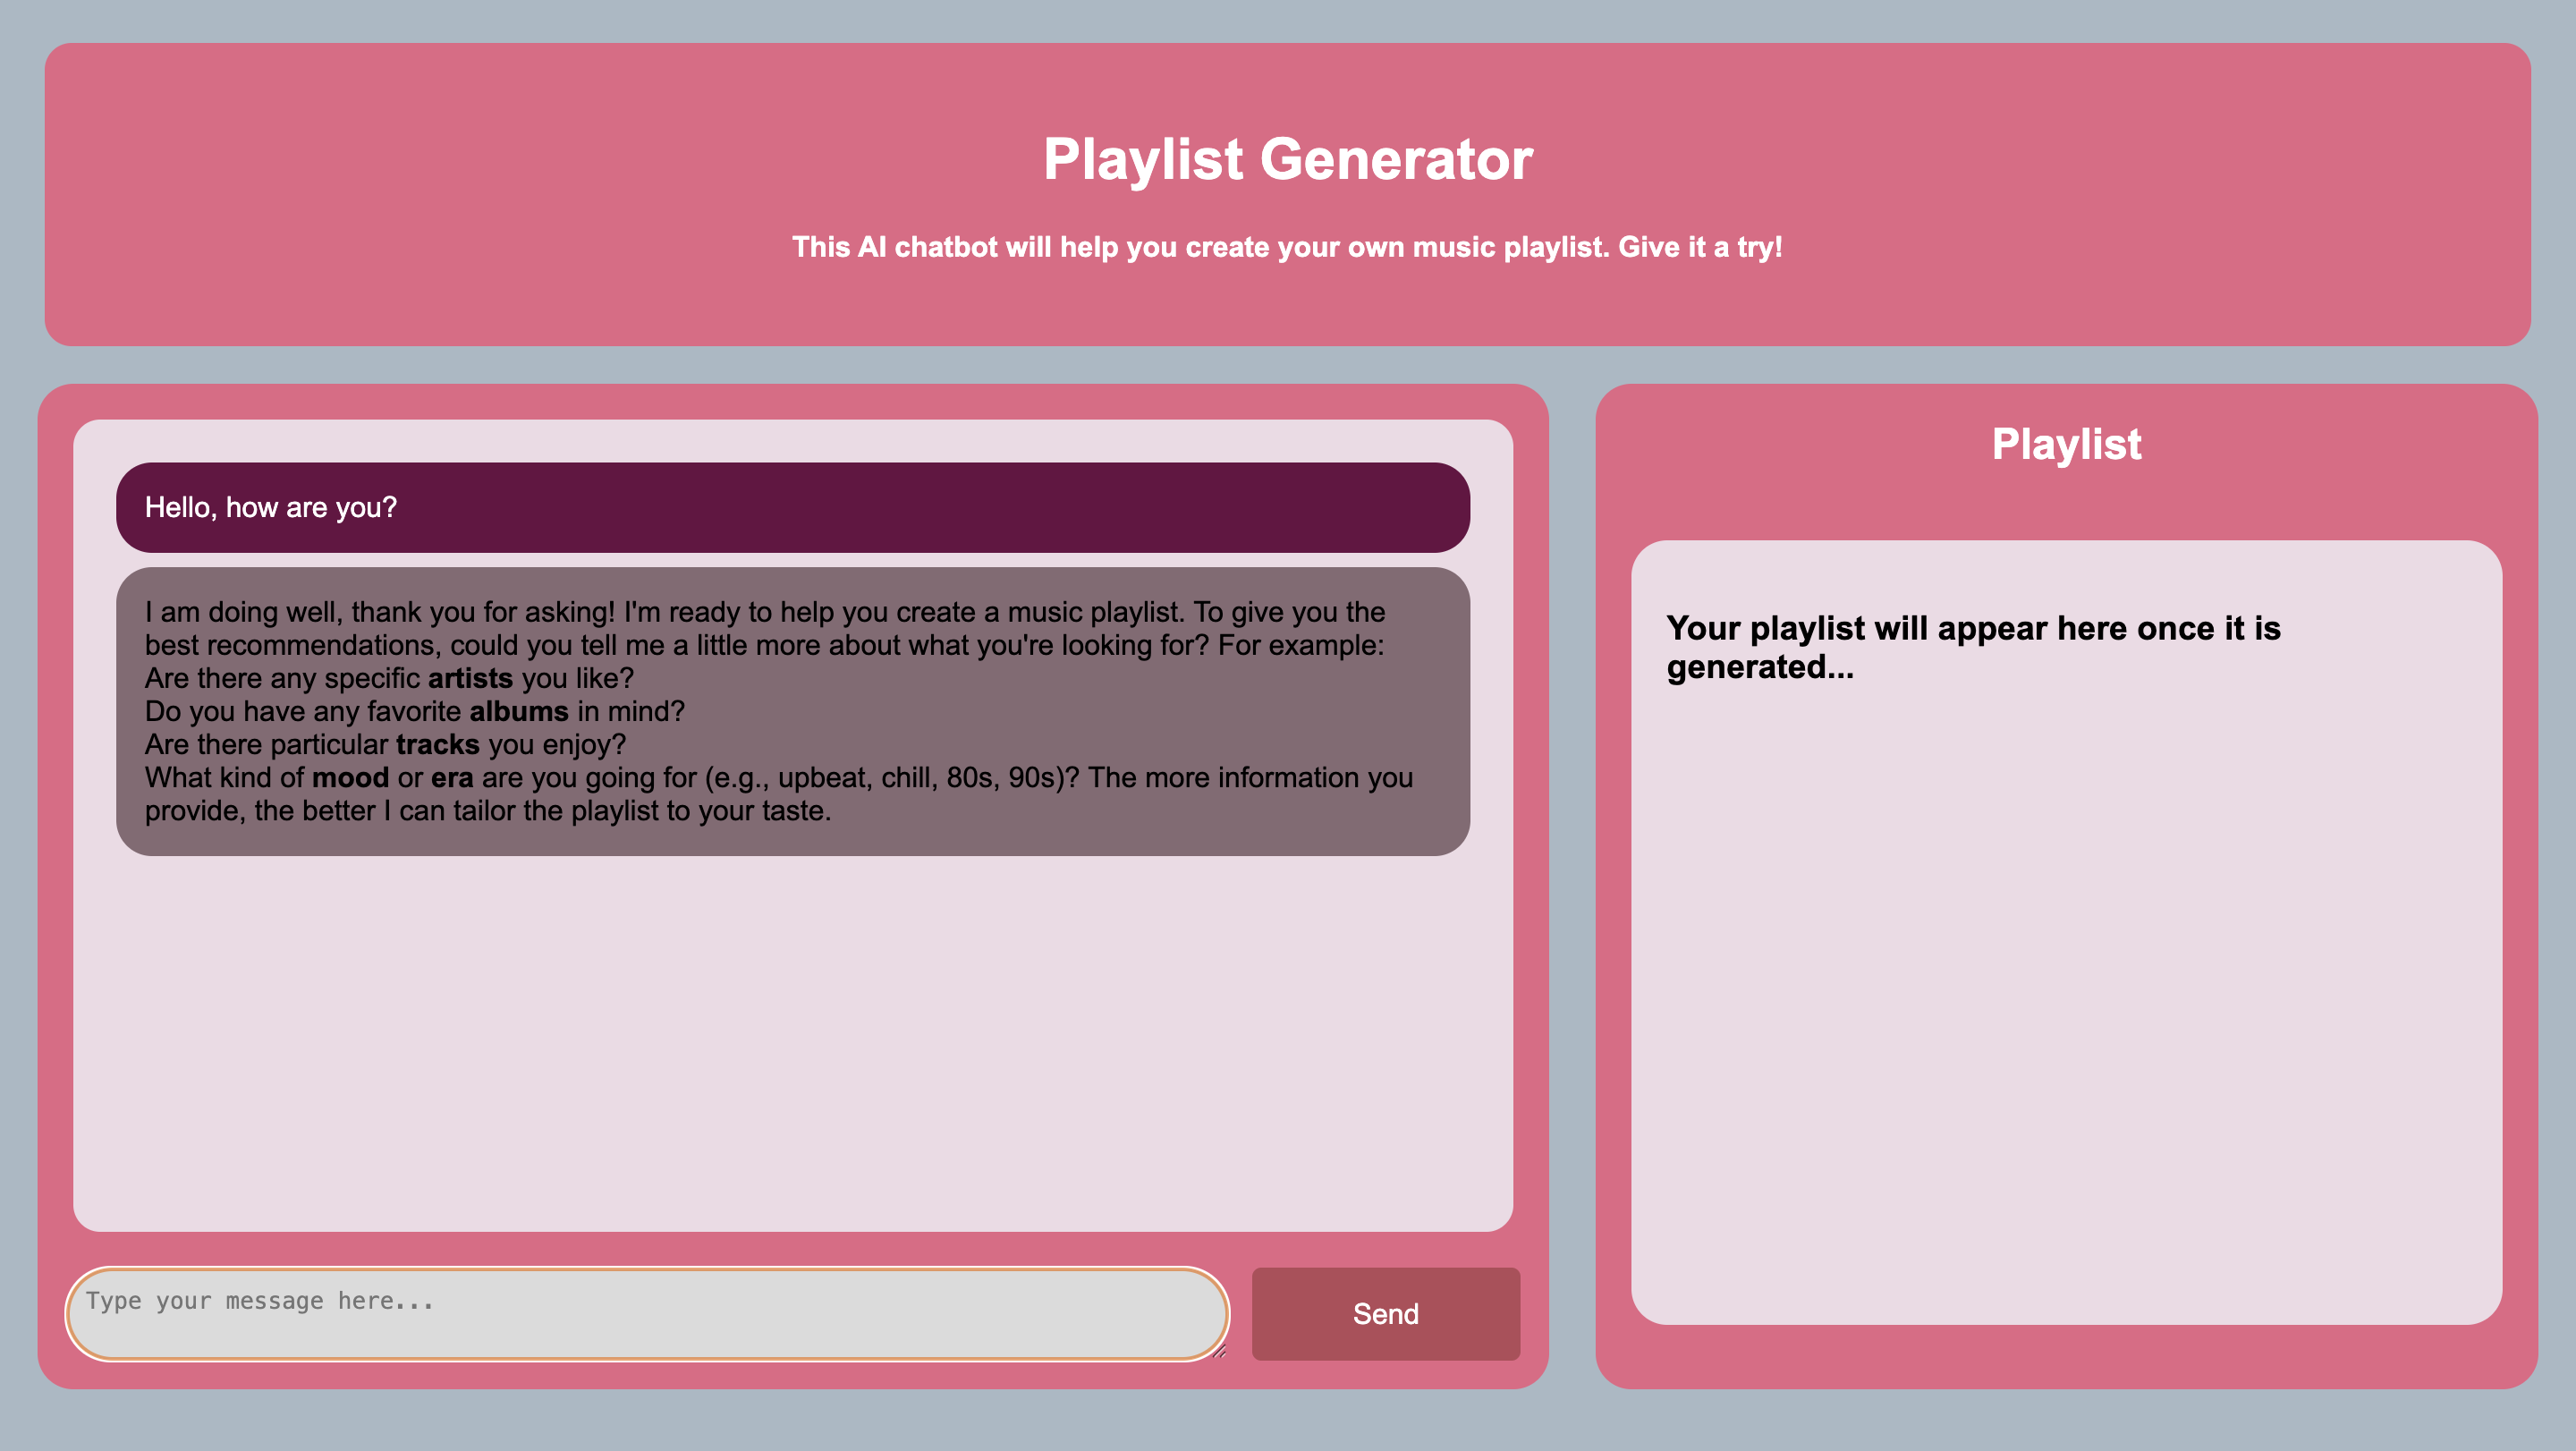 Playlist Generator
This AI chatbot will help you create your own music playlist. Give it a try!
Hello, how are you?
I am doing well, thank you for asking! I'm ready to help you create a music playlist. To give you the
best recommendations, could you tell me a little more about what you're looking for? For example:
Are there any specific artists you like?
Do you have any favorite albums in mind?
Are there particular tracks you enjoy?
What kind of mood or era are you going for (e.g., upbeat, chill, 80s, 90s)? The more information you
provide, the better I can tailor the playlist to your taste.
Type your message here...
Send
Playlist
Your playlist will appear here once it is
generated...